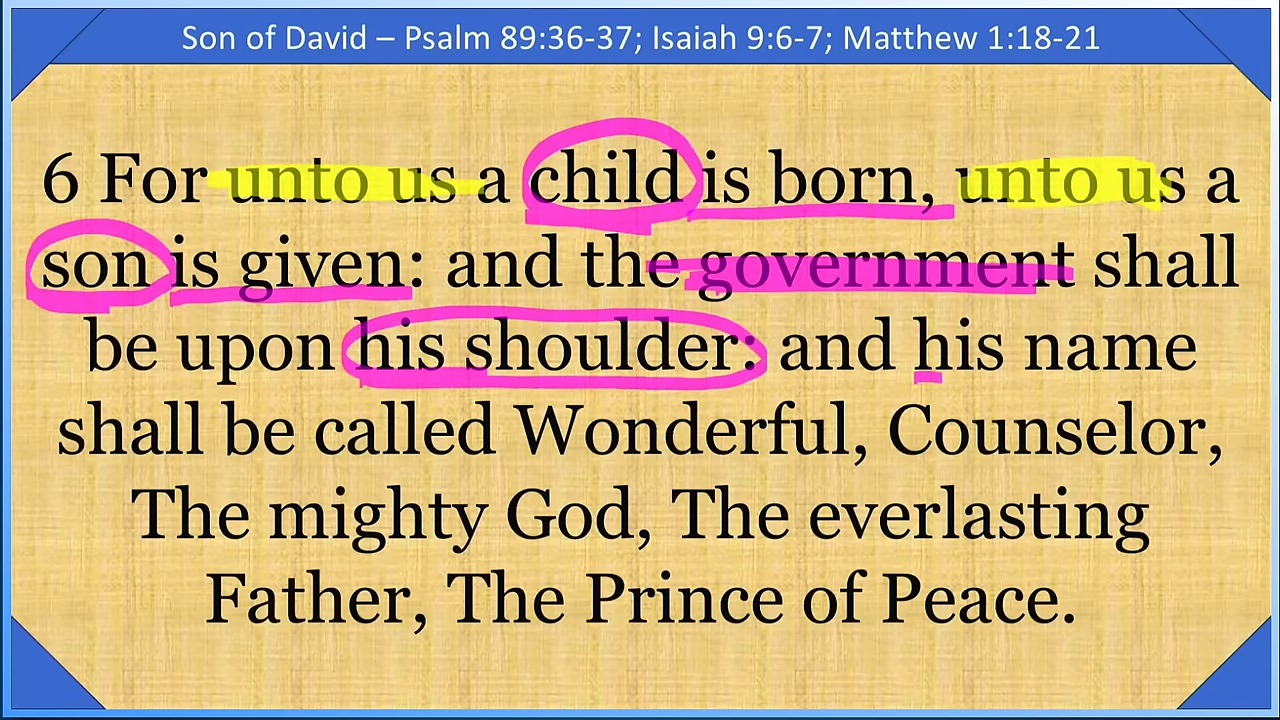 Son of David – Psalm 89:36-37; Isaiah 9:6-7; Matthew 1:18-21
6 For unto us a child is born, unto us a
son is given: and the government shall
be upon his shoulder: and his name
shall be called Wonderful, Counselor,
The mighty God, The everlasting
Father, The Prince of Peace.